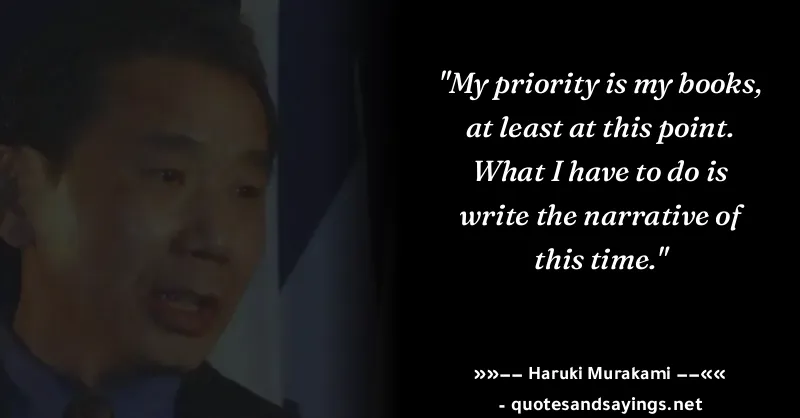 "My priority is my books,
at least at this point.
What I have to do is
write the narrative of
this time."
»»–– Haruki Murakami ––««
- quotesandsayings.net